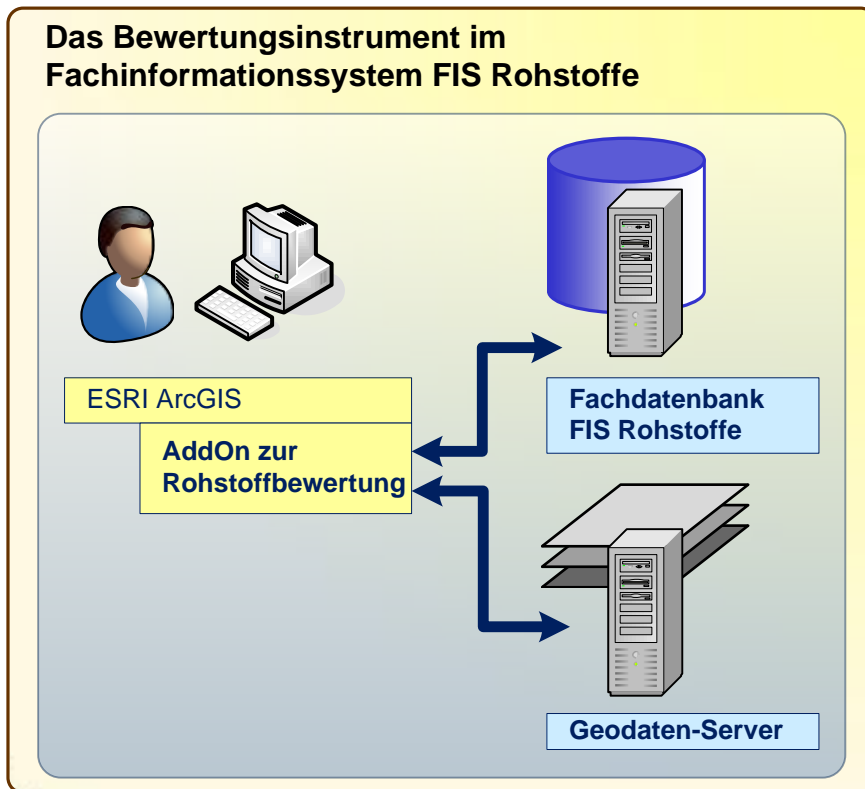 Das Bewertungsinstrument im
Fachinformationssystem FIS Rohstoffe
ESRI ArcGIS
AddOn zur
Rohstoffbewertung
Fachdatenbank
FIS Rohstoffe
Geodaten-Server